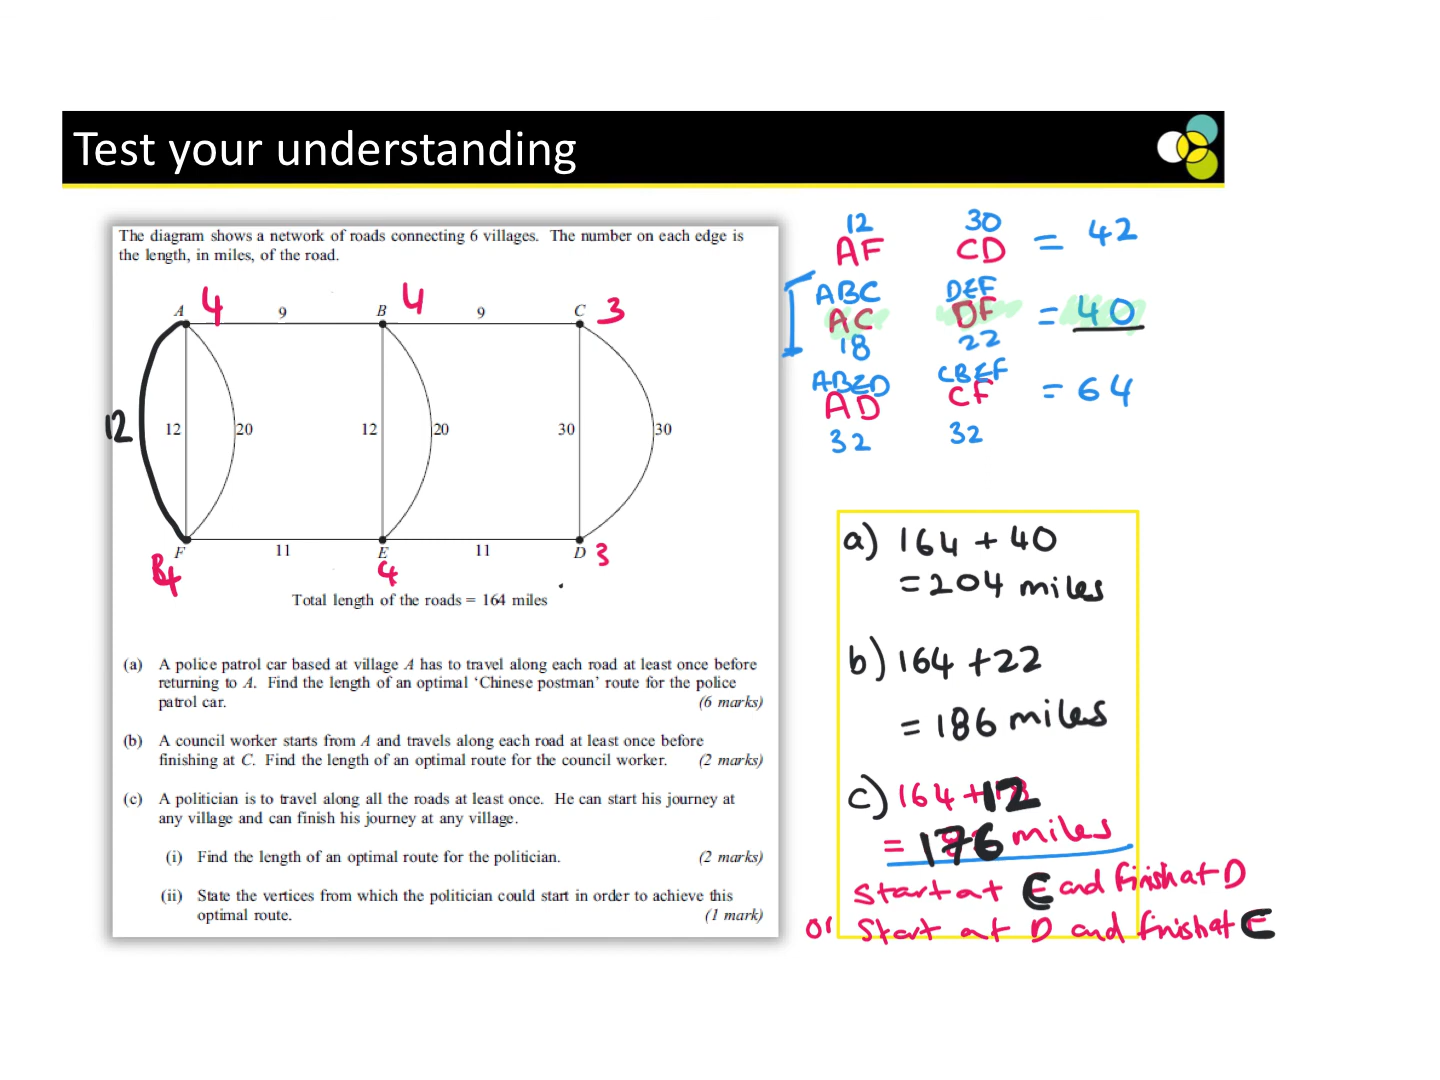 Test your understanding
The diagram shows a network of roads connecting 6 villages. The number on each edge is
the length, in miles, of the road.
A 4 9 B 4 9 C 3
12 12 20 12 20 30 30
F 11 E 11 D 3
4 4
Total length of the roads = 164 miles
(a) A police patrol car based at village A has to travel along each road at least once before
returning to A. Find the length of an optimal 'Chinese postman' route for the police
patrol car. (6 marks)
(b) A council worker starts from A and travels along each road at least once before
finishing at C. Find the length of an optimal route for the council worker. (2 marks)
(c) A politician is to travel along all the roads at least once. He can start his journey at
any village and can finish his journey at any village.
(i) Find the length of an optimal route for the politician. (2 marks)
(ii) State the vertices from which the politician could start in order to achieve this
optimal route. (1 mark)
12 30
AF CD = 42
ABC DEF
AC DF = 40
18 22
ABED CBEF
AD CF = 64
32 32
a) 164 + 40
= 204 miles
b) 164 + 22
= 186 miles
c) 164 + 12
= 176 miles
Start at C and finish at D
or Start at D and finish at C